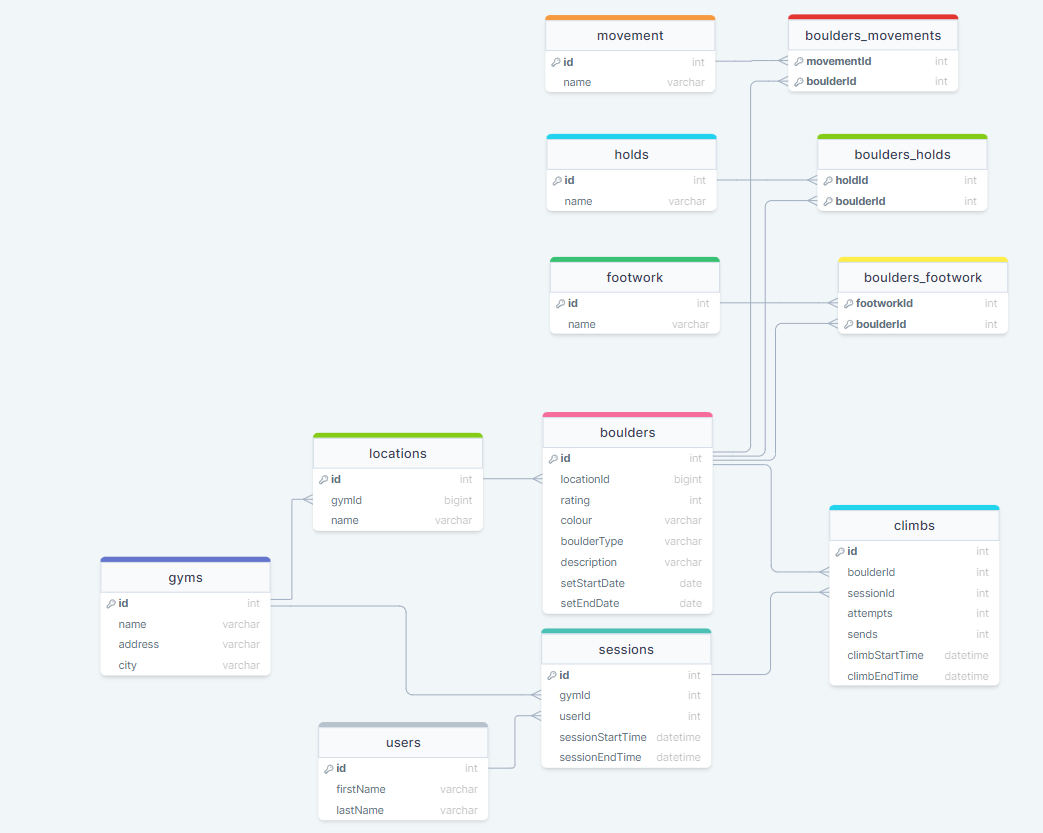 movement
id int
name varchar
boulders_movements
movementId int
boulderId int
holds
id int
name varchar
boulders_holds
holdId int
boulderId int
footwork
id int
name varchar
boulders_footwork
footworkId int
boulderId int
boulders
id int
locationId bigint
rating int
colour varchar
boulderType varchar
description varchar
setStartDate date
setEndDate date
locations
id int
gymId bigint
name varchar
climbs
id int
boulderId int
sessionId int
attempts int
sends int
climbStartTime datetime
climbEndTime datetime
gyms
id int
name varchar
address varchar
city varchar
sessions
id int
gymId int
userId int
sessionStartTime datetime
sessionEndTime datetime
users
id int
firstName varchar
lastName varchar